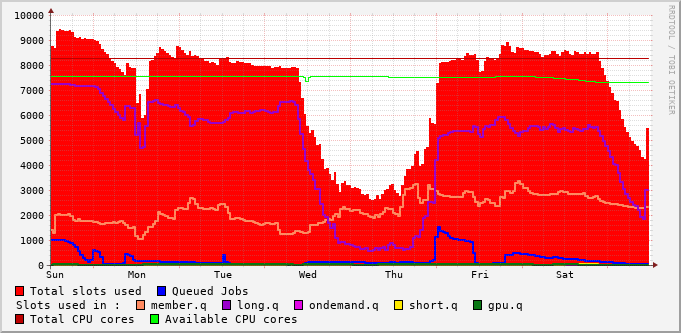 RRDTOOL / TOBI OETIKER
10000
9000
8000
7000
6000
5000
4000
3000
2000
1000
0
Sun Mon Tue Wed Thu Fri Sat
Total slots used Queued Jobs
Slots used in : member.q long.q ondemand.q short.q gpu.q
Total CPU cores Available CPU cores